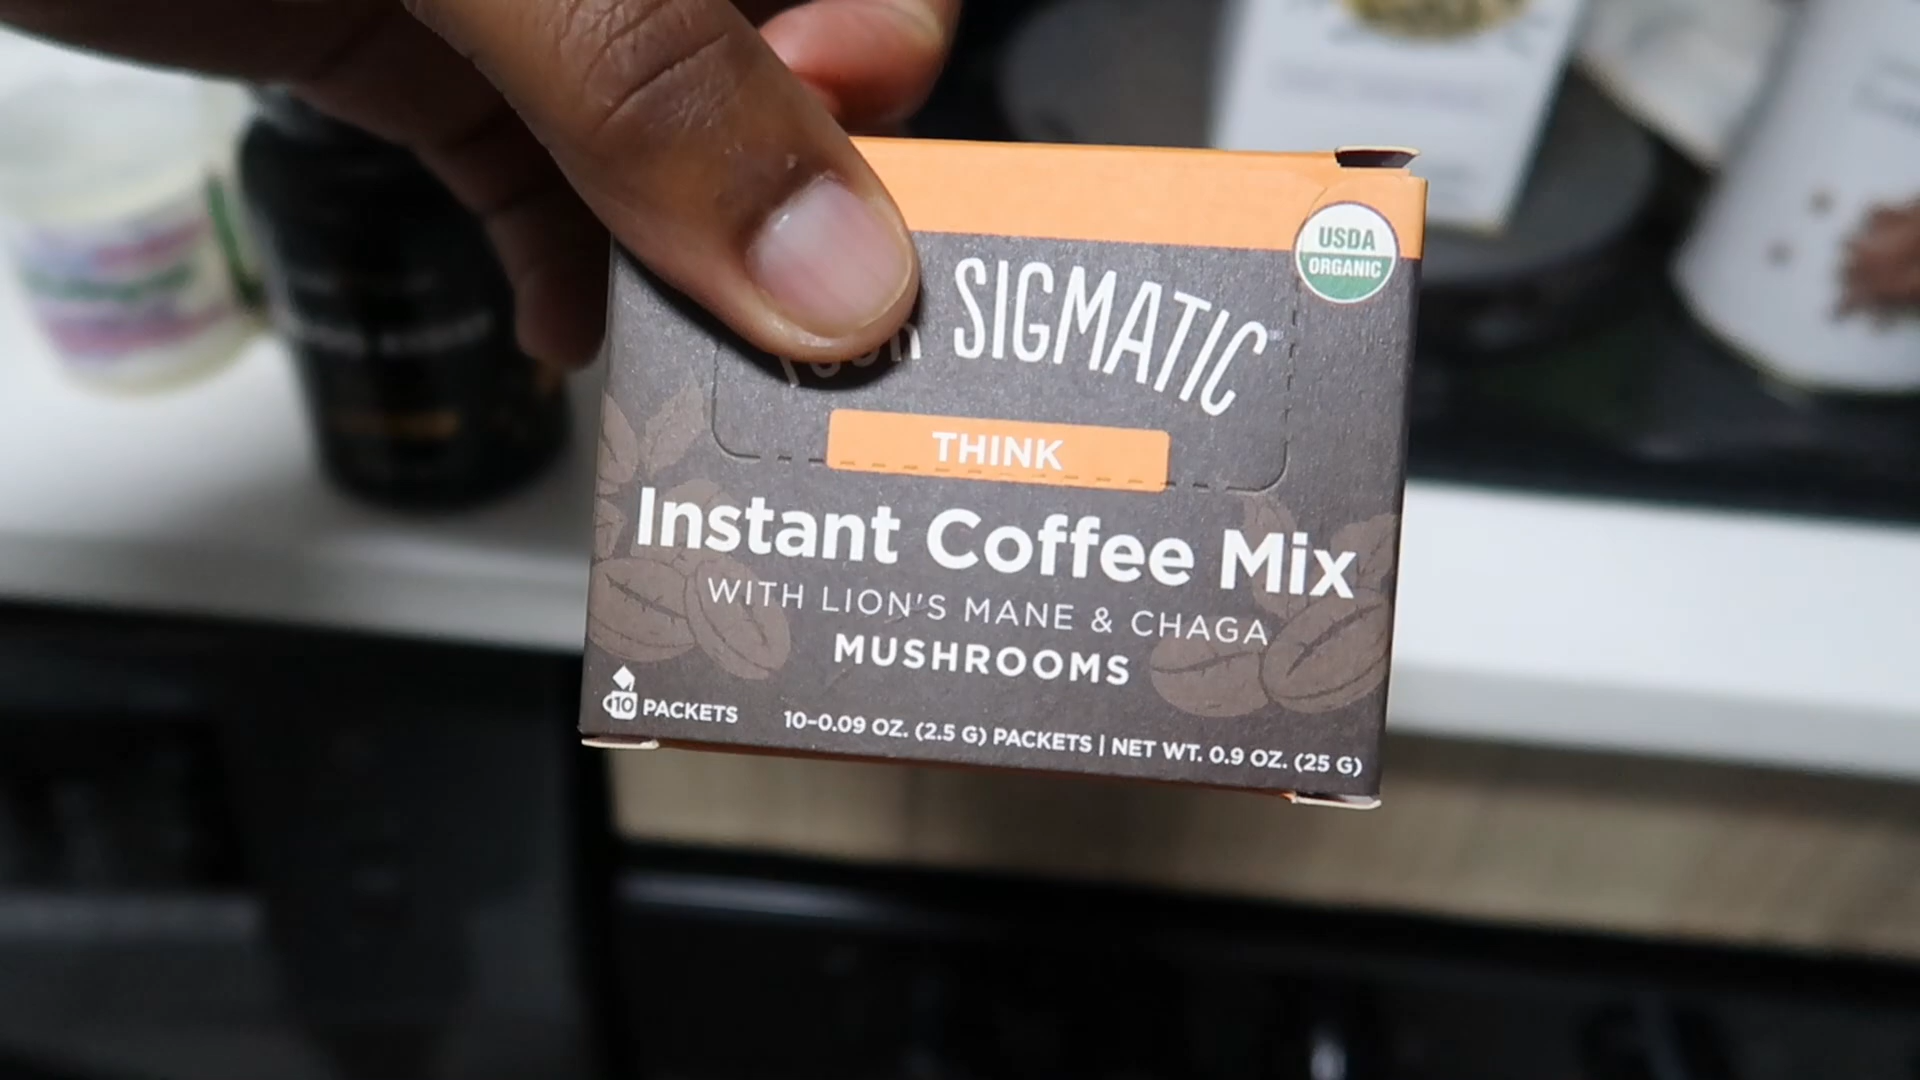 SIGMATIC
USDA
ORGANIC
THINK
Instant Coffee Mix
WITH LION'S MANE & CHAGA
MUSHROOMS
10 PACKETS
10-0.09 OZ. (2.5 G) PACKETS | NET WT. 0.9 OZ. (25 G)